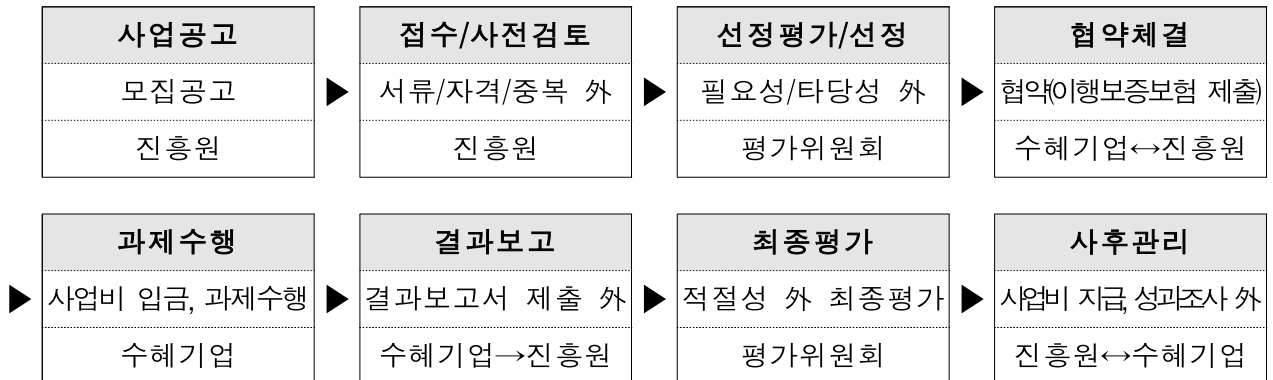 사업공고
모집공고
진흥원
▶
접수/사전검토
서류/자격/중복 外
진흥원
▶
선정평가/선정
필요성/타당성 外
평가위원회
▶
협약체결
협약(이행보증보험 제출)
수혜기업↔진흥원
▶
과제수행
사업비 입금, 과제수행
수혜기업
▶
결과보고
결과보고서 제출 外
수혜기업→진흥원
▶
최종평가
적절성 外 최종평가
평가위원회
▶
사후관리
사업비 지급, 성과조사 外
진흥원↔수혜기업